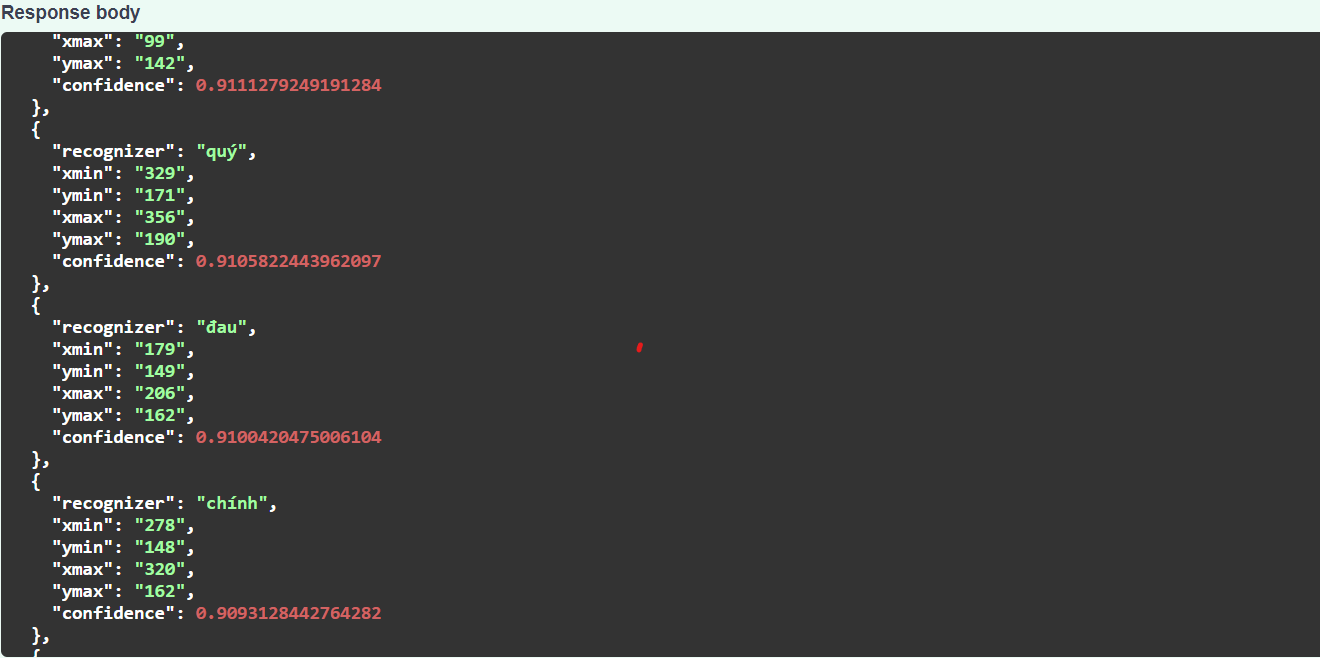 Response body
"xmax": "99",
"ymax": "142",
"confidence": 0.9111279249191284
},
{
"recognizer": "quý",
"xmin": "329",
"ymin": "171",
"xmax": "356",
"ymax": "190",
"confidence": 0.9105822443962097
},
{
"recognizer": "đau",
"xmin": "179",
"ymin": "149",
"xmax": "206",
"ymax": "162",
"confidence": 0.9100420475006104
},
{
"recognizer": "chính",
"xmin": "278",
"ymin": "148",
"xmax": "320",
"ymax": "162",
"confidence": 0.9093128442764282
},
{